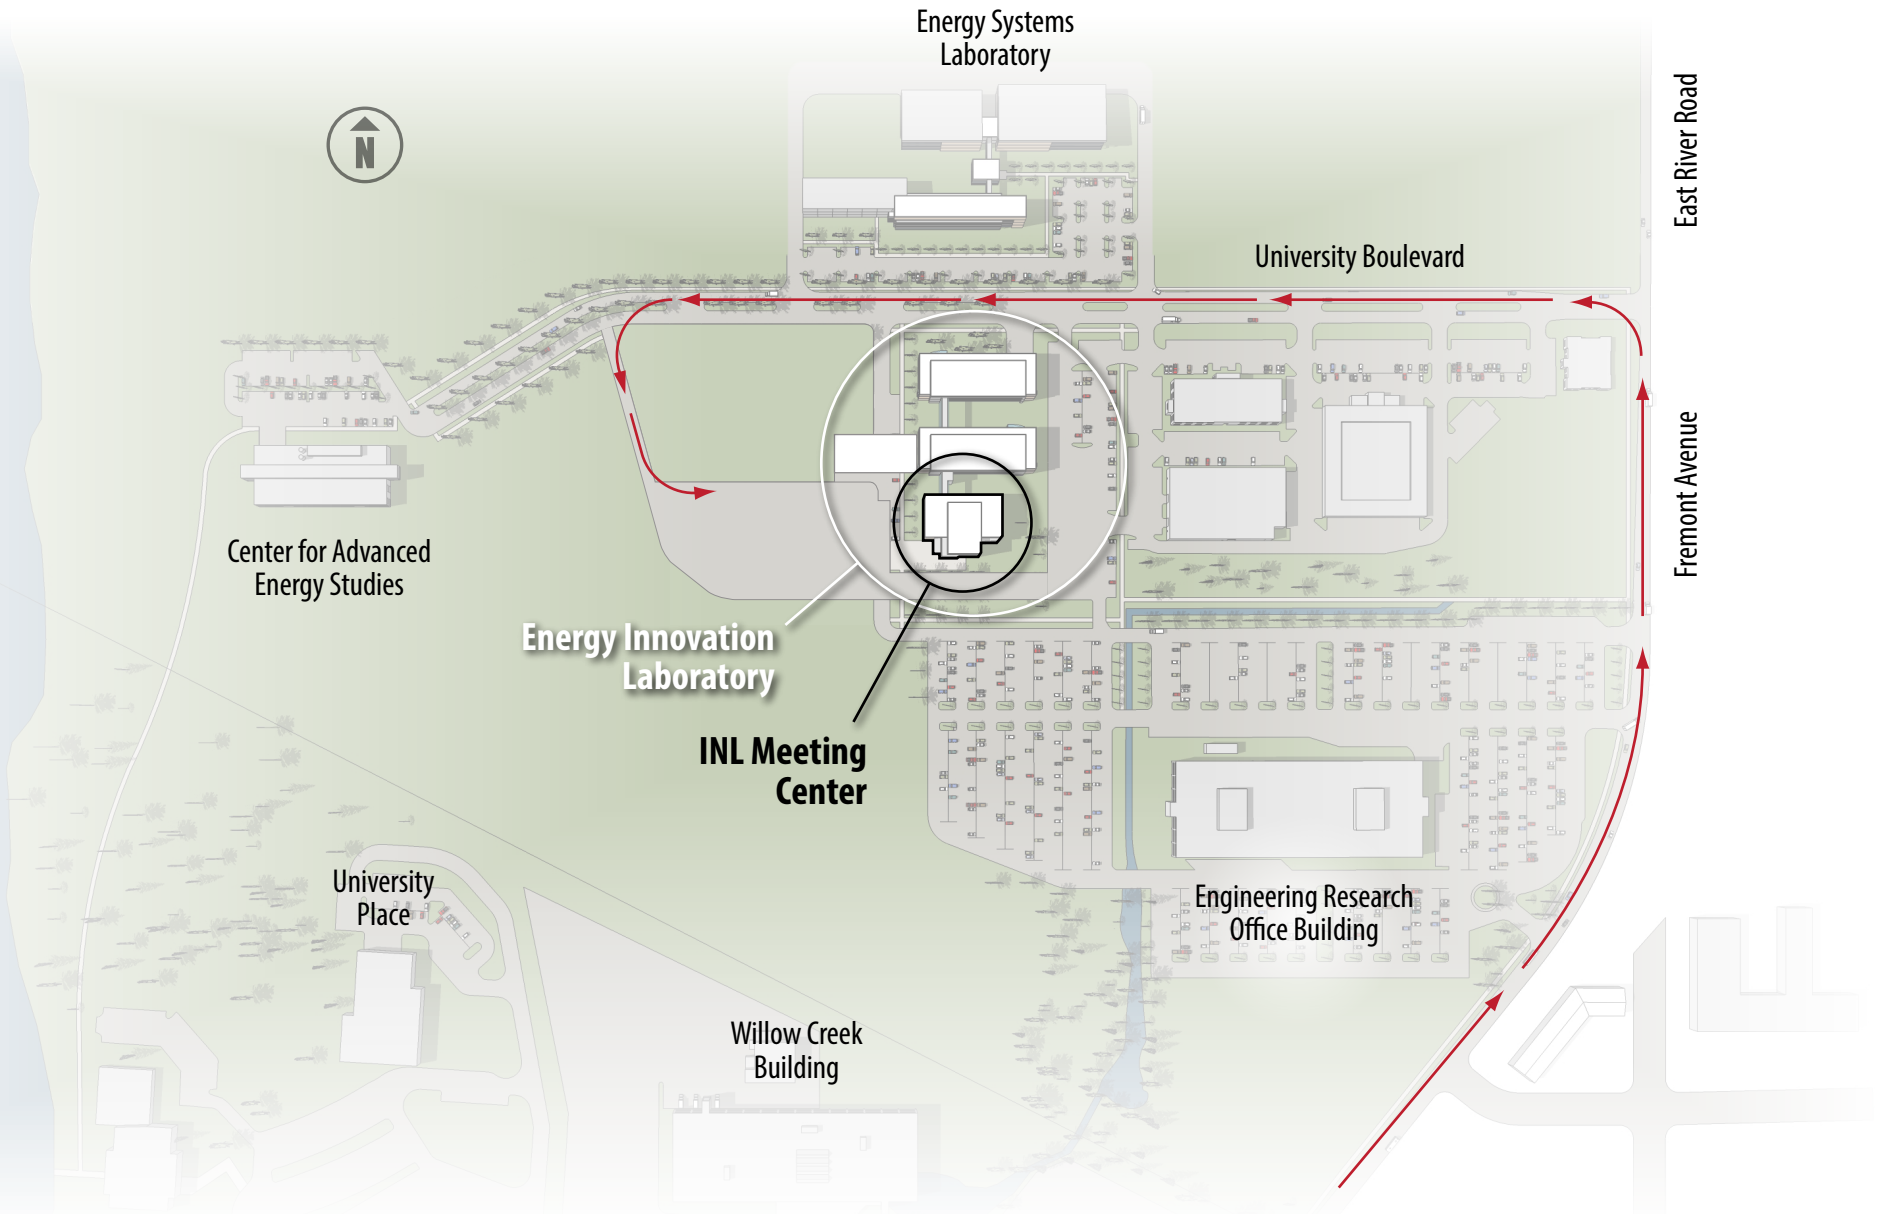 Energy Systems
Laboratory
East River Road
N
University Boulevard
Fremont Avenue
Center for Advanced
Energy Studies
Energy Innovation
Laboratory
INL Meeting
Center
University
Place
Engineering Research
Office Building
Willow Creek
Building